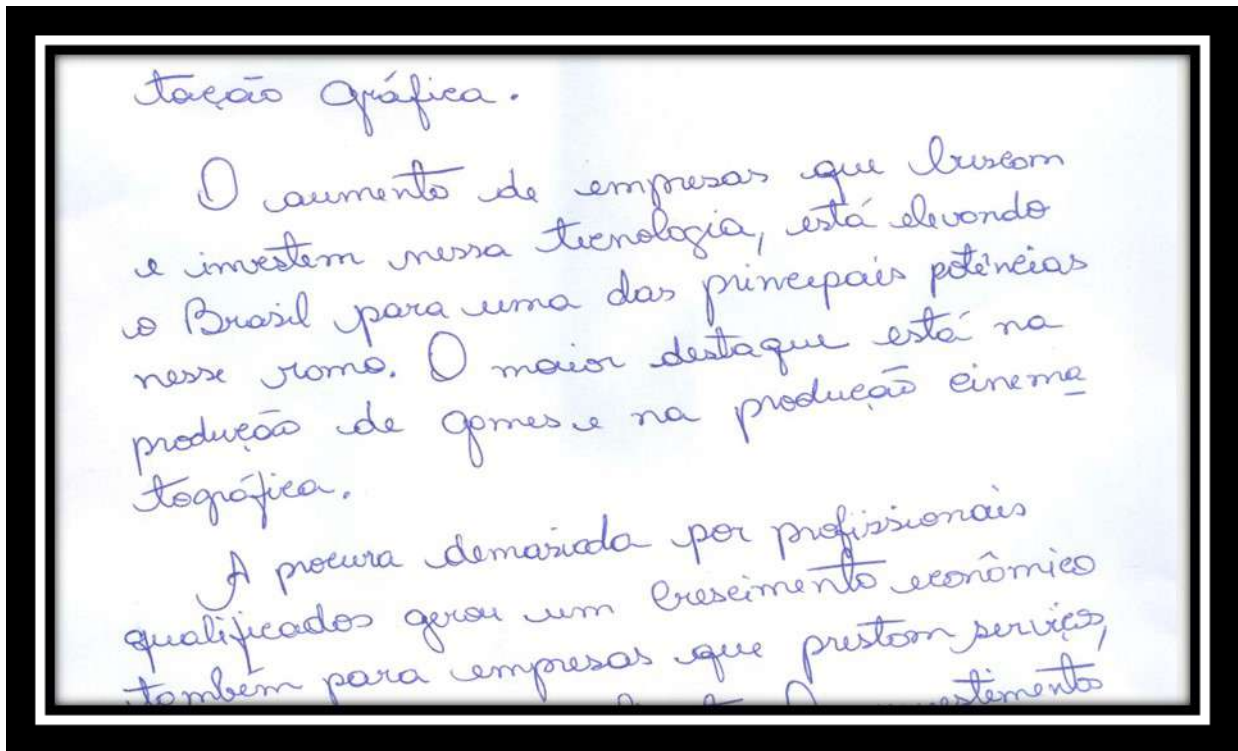 tação gráfica.
O aumento de empresas que buscam
e investem nessa tecnologia, está elevando
o Brasil para uma das principais potências
nesse ramo. O maior destaque está na
produção de games e na produção cinema
tográfica.
A procura demasiada por profissionais
qualificados gerou um crescimento econômico
também para empresas que prestam serviços,